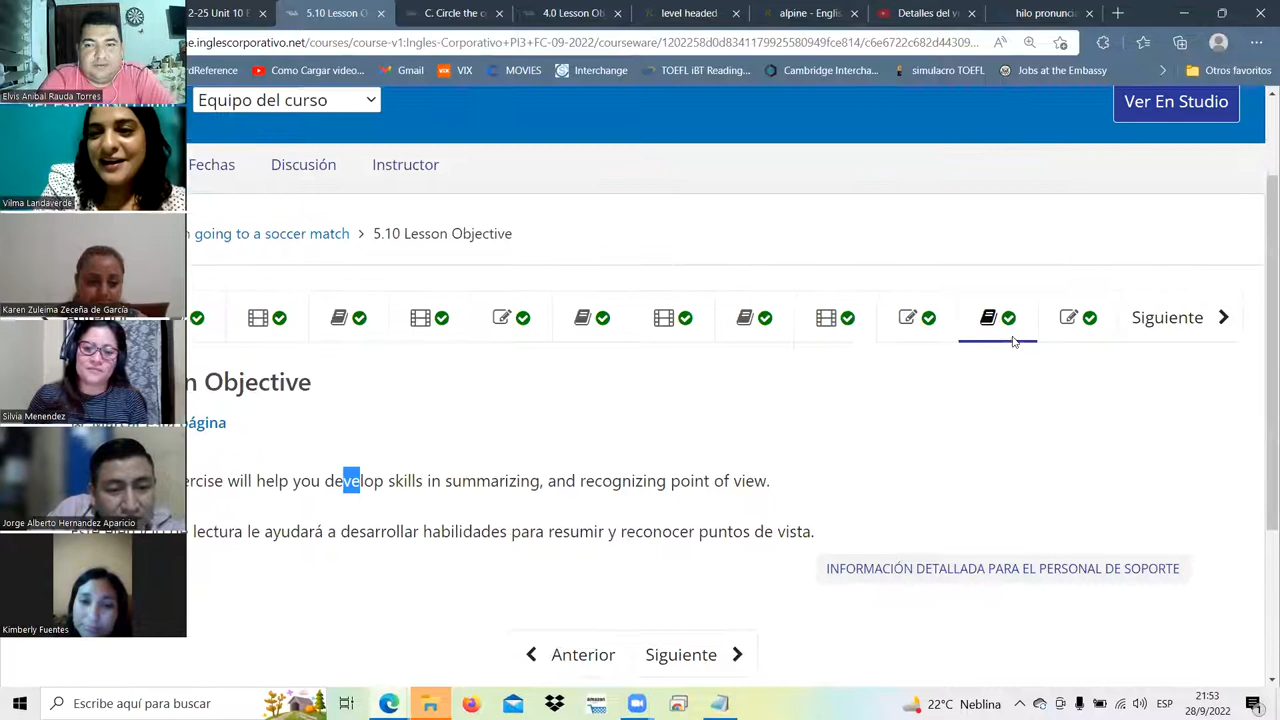 2-25 Unit 10 E
5.10 Lesson O
C. Circle the c
4.0 Lesson Ob
level headed
alpine - Englis
Detalles del v
hilo pronunc
e.inglescorporativo.net/courses/course-v1:Ingles-Corporativo+PI3+FC-09-2022/courseware/1202258d0d8341179925580949fce814/c6e6722c682d44309...
rdReference
Como Cargar video...
Gmail
VIX
MOVIES
Interchange
TOEFL iBT Reading...
Cambridge Intercha...
simulacro TOEFL
Jobs at the Embassy
Otros favoritos
Elvis Anibal Rauda Torres
Equipo del curso
Ver En Studio
Fechas
Discusión
Instructor
Vilma Landaverde
going to a soccer match > 5.10 Lesson Objective
Karen Zuleima Zeceña de García
Siguiente
n Objective
Silvia Menendez
página
ercise will help you develop skills in summarizing, and recognizing point of view.
Jorge Alberto Hernandez Aparicio
lectura le ayudará a desarrollar habilidades para resumir y reconocer puntos de vista.
INFORMACIÓN DETALLADA PARA EL PERSONAL DE SOPORTE
Kimberly Fuentes
Anterior
Siguiente
Escribe aquí para buscar
22°C Neblina
21:53
28/9/2022
1